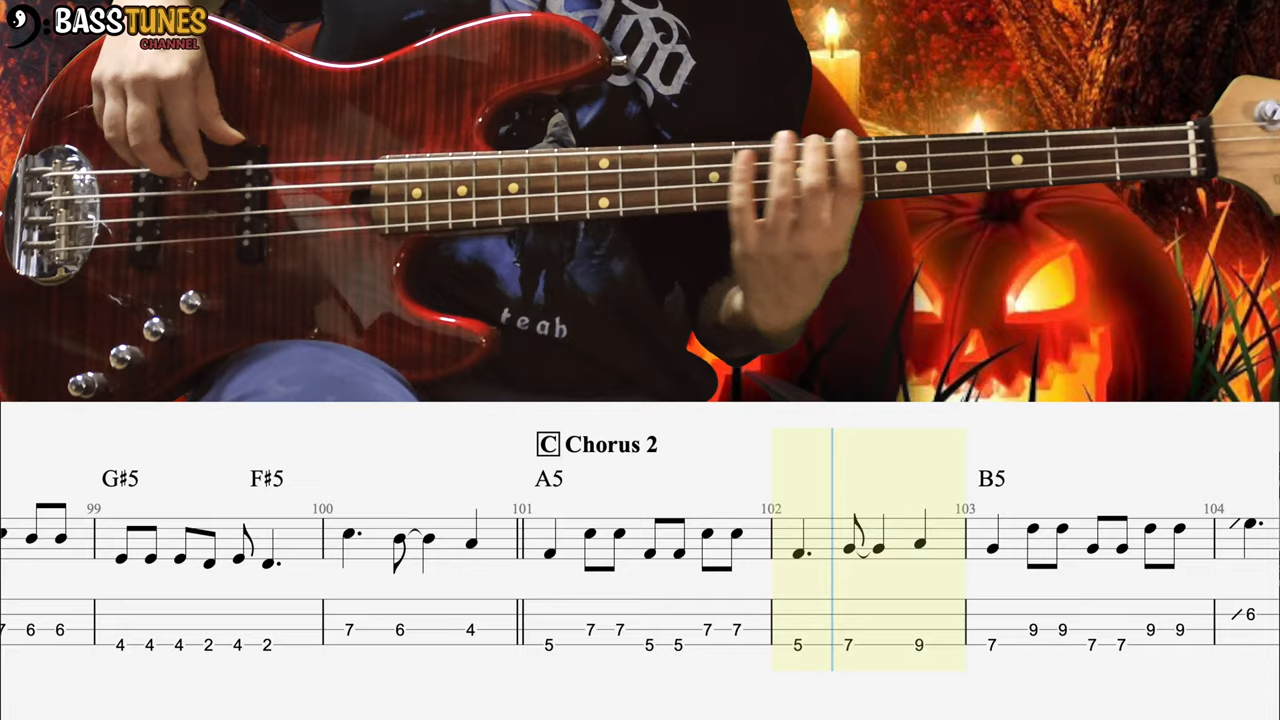 BASSTUNES
CHANNEL
yeah
C Chorus 2
G#5 F#5 A5 B5
99 100 101 102 103 104
7 6 6 4 4 4 2 4 2 7 6 4 5 7 7 5 5 7 7 5 7 9 7 9 9 7 7 9 9 6